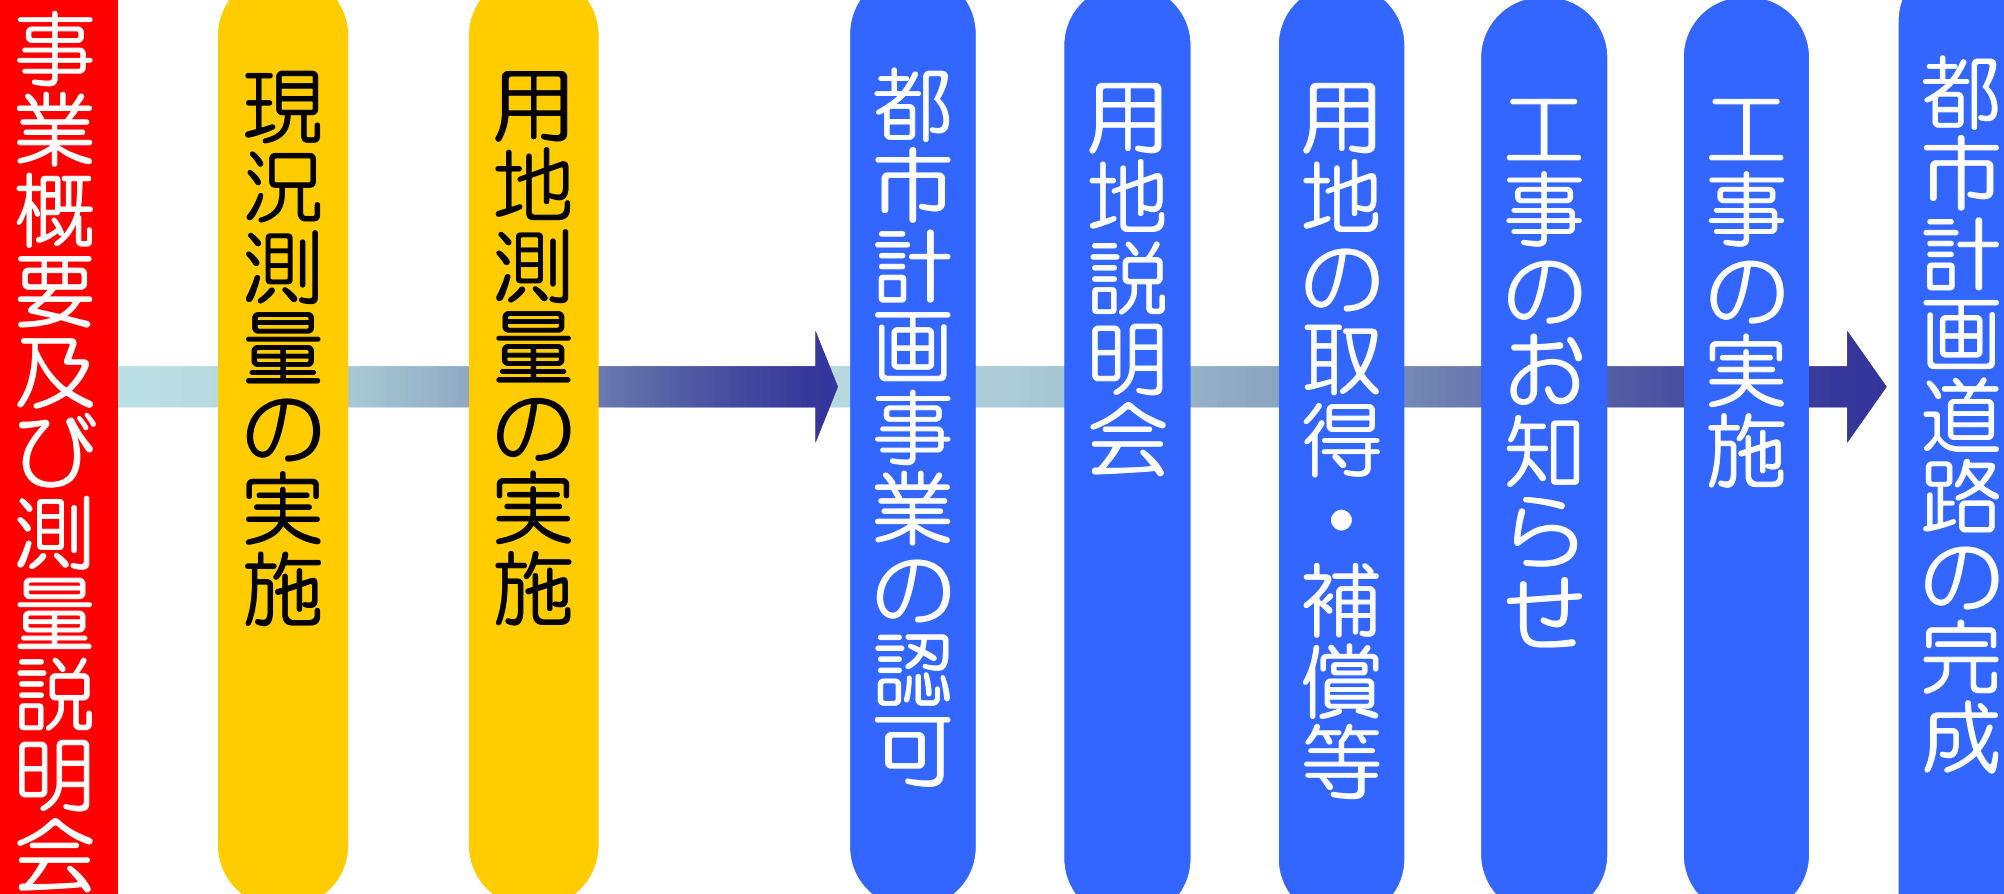 事業概要及び測量説明会
現況測量の実施
用地測量の実施
都市計画事業の認可
用地説明会
用地の取得・補償等
工事のお知らせ
工事の実施
都市計画道路の完成